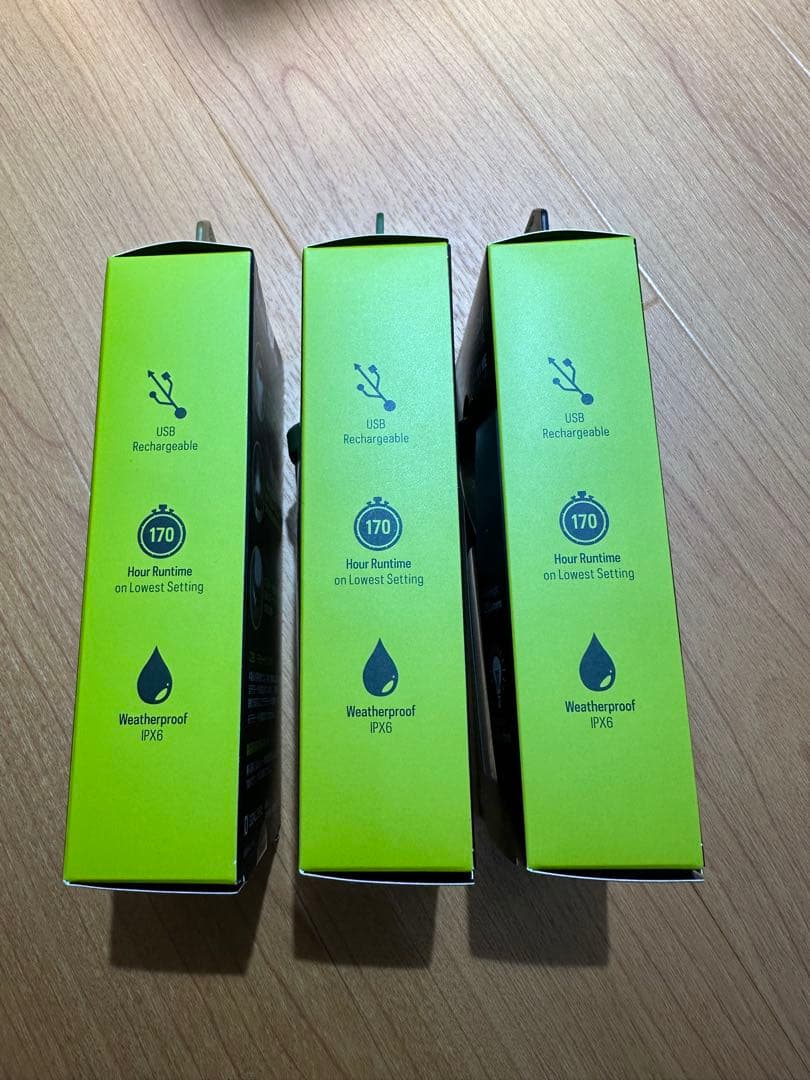 USB
Rechargeable
170
Hour Runtime
on Lowest Setting
Weatherproof
IPX6
USB
Rechargeable
170
Hour Runtime
on Lowest Setting
Weatherproof
IPX6
USB
Rechargeable
170
Hour Runtime
on Lowest Setting
Weatherproof
IPX6